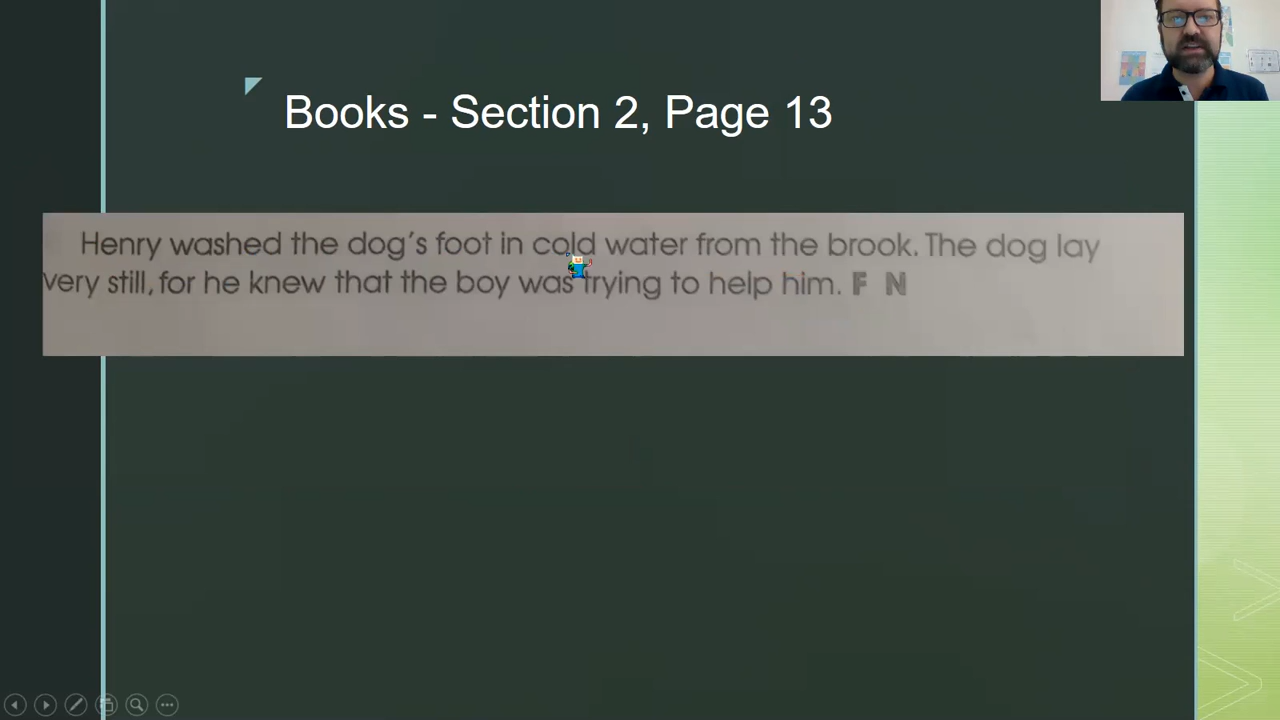 Books - Section 2, Page 13
Henry washed the dog's foot in cold water from the brook. The dog lay
very still, for he knew that the boy was trying to help him. F N